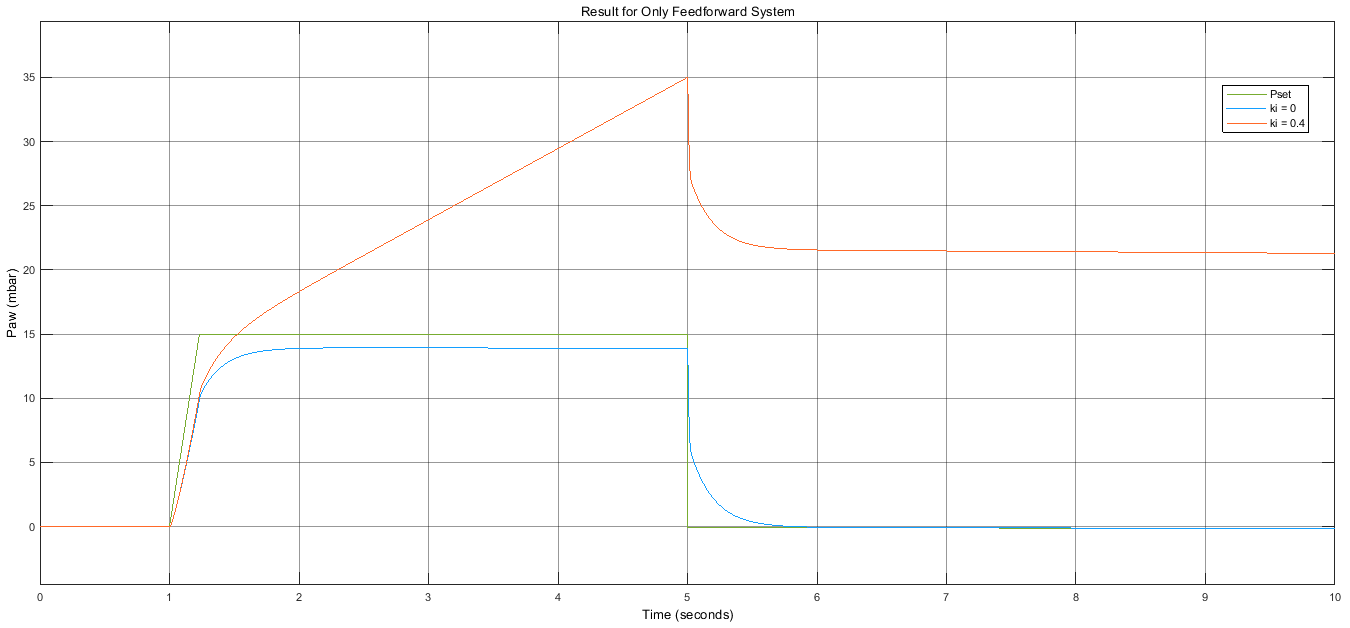 Result for Only Feedforward System
35
30
25
20
15
10
5
0
Paw (mbar)
Pset
ki = 0
ki = 0.4
0 1 2 3 4 5 6 7 8 9 10
Time (seconds)